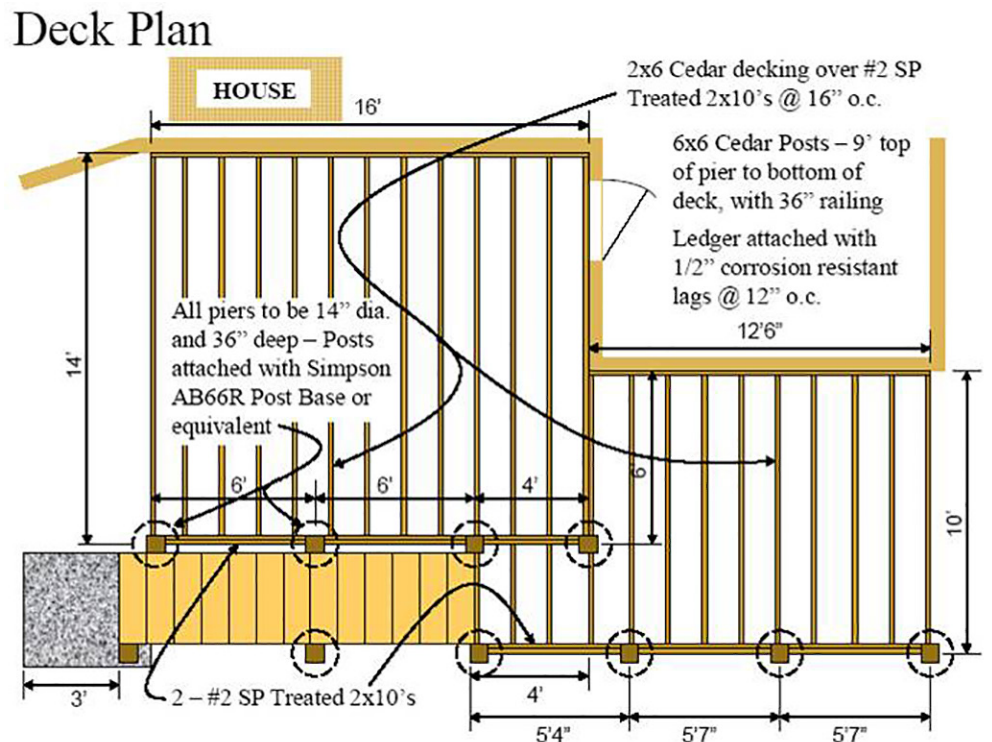 Deck Plan
HOUSE
16'
2x6 Cedar decking over #2 SP
Treated 2x10's @ 16" o.c.
6x6 Cedar Posts – 9' top
of pier to bottom of
deck, with 36" railing
Ledger attached with
1/2" corrosion resistant
lags @ 12" o.c.
12'6"
14'
All piers to be 14" dia.
and 36" deep – Posts
attached with Simpson
AB66R Post Base or
equivalent
6'
6'
4'
6'
10'
3'
2 – #2 SP Treated 2x10's
4'
5'4"
5'7"
5'7"